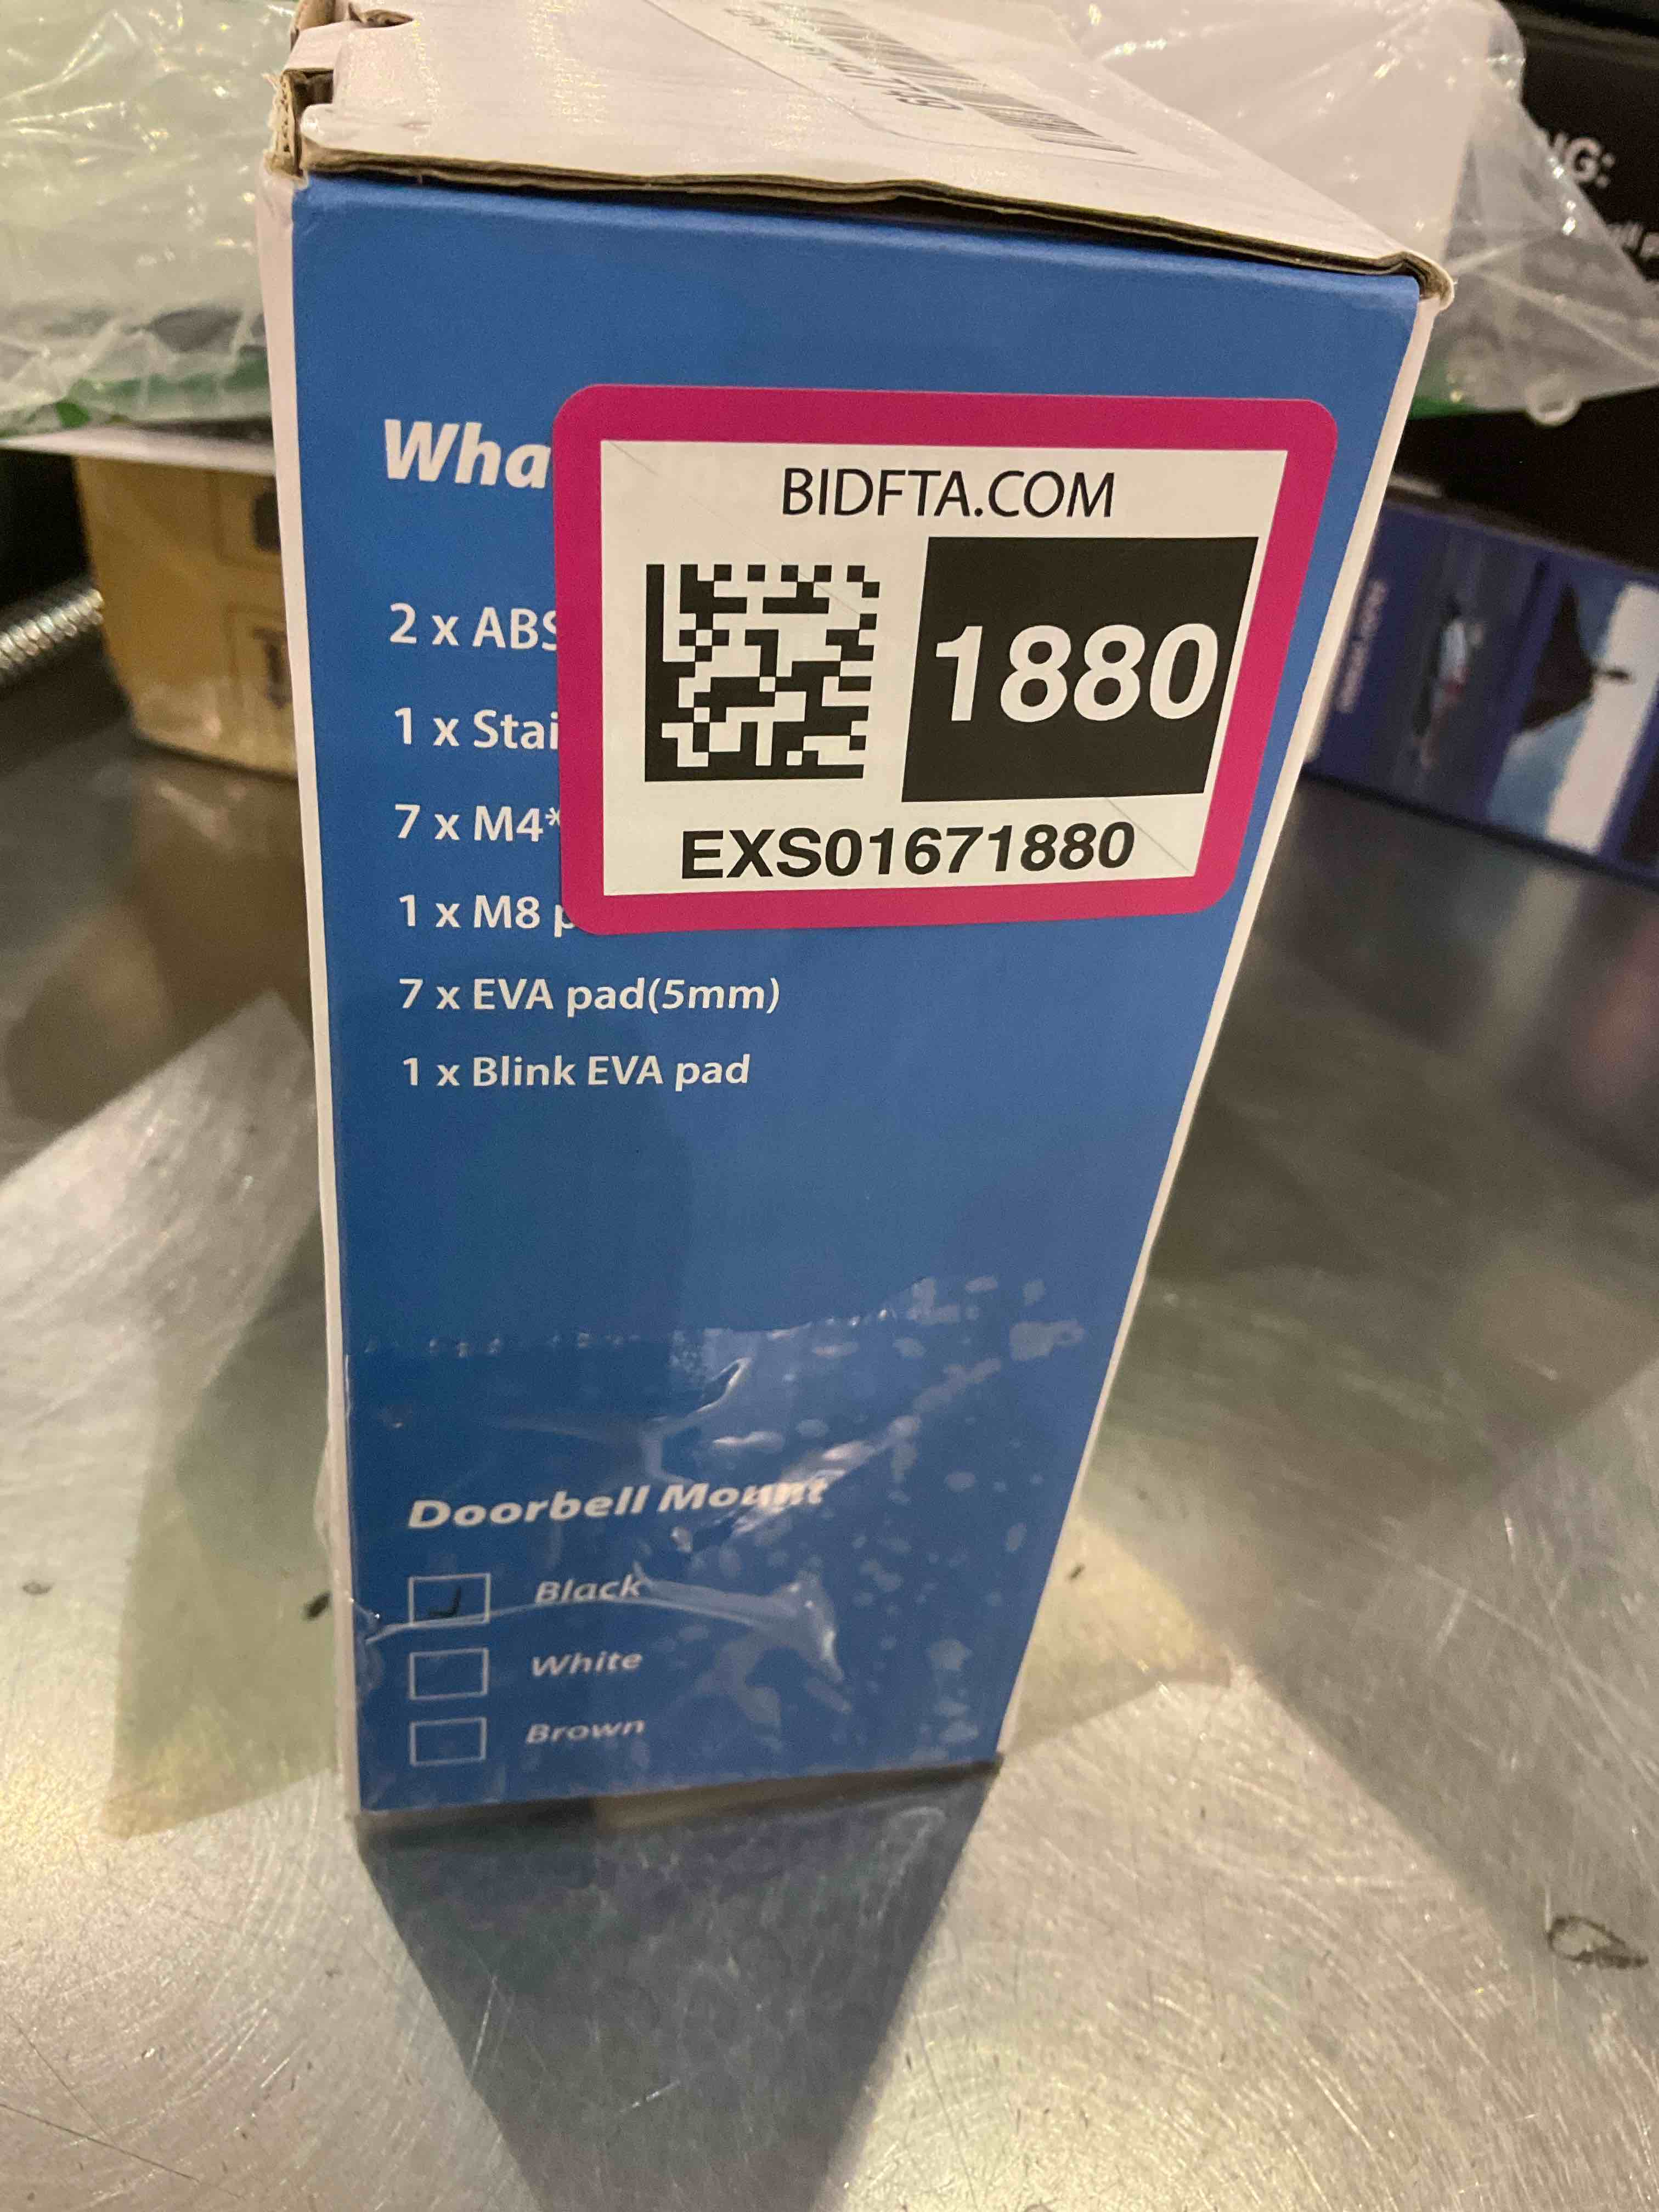 Wha
BIDFTA.COM
1880
EXS01671880
2 x ABS
1 x Stai
7 x M4*
1 x M8 p
7 x EVA pad(5mm)
1 x Blink EVA pad
Doorbell Mount
Black
White
Brown